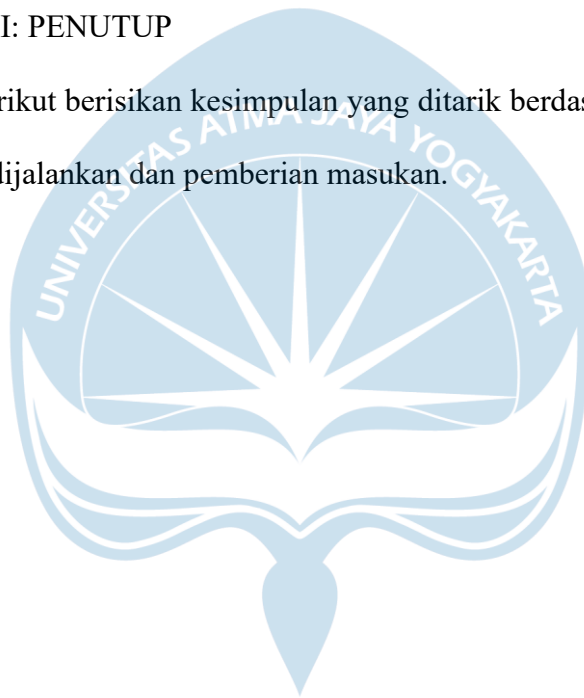 I: PENUTUP
rikut berisikan kesimpulan yang ditarik berdas
dijalankan dan pemberian masukan.
UNIVERSITAS ATMA JAYA YOGYAKARTA